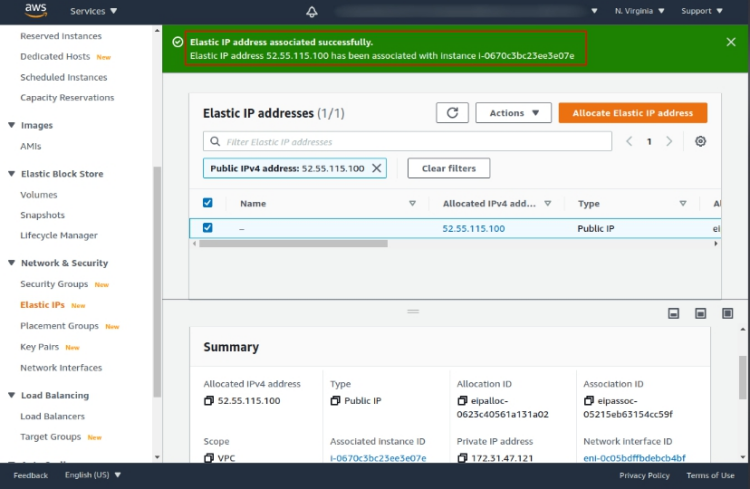 aws
Services
N. Virginia
Support
Reserved Instances
Dedicated Hosts New
Scheduled Instances
Capacity Reservations
Images
AMIs
Elastic Block Store
Volumes
Snapshots
Lifecycle Manager
Network & Security
Security Groups New
Elastic IPs New
Placement Groups New
Key Pairs New
Network Interfaces
Load Balancing
Load Balancers
Target Groups New
Elastic IP address associated successfully.
Elastic IP address 52.55.115.100 has been associated with instance i-0670c3bc23ee3e07e
Elastic IP addresses (1/1)
Actions
Allocate Elastic IP address
Filter Elastic IP addresses
1
Public IPv4 address: 52.55.115.100
Clear filters
Name
Allocated IPv4 add...
Type
Al
–
52.55.115.100
Public IP
ei
Summary
Allocated IPv4 address
Type
Allocation ID
Association ID
52.55.115.100
Public IP
eipalloc-
0623c40561a131a02
eipassoc-
05215eb63154cc59f
Scope
Associated Instance ID
Private IP address
Network Interface ID
VPC
i-0670c3bc23ee3e07e
172.31.47.121
eni-0c05bdffbdebcb4bf
Feedback
English (US)
Privacy Policy
Terms of Use